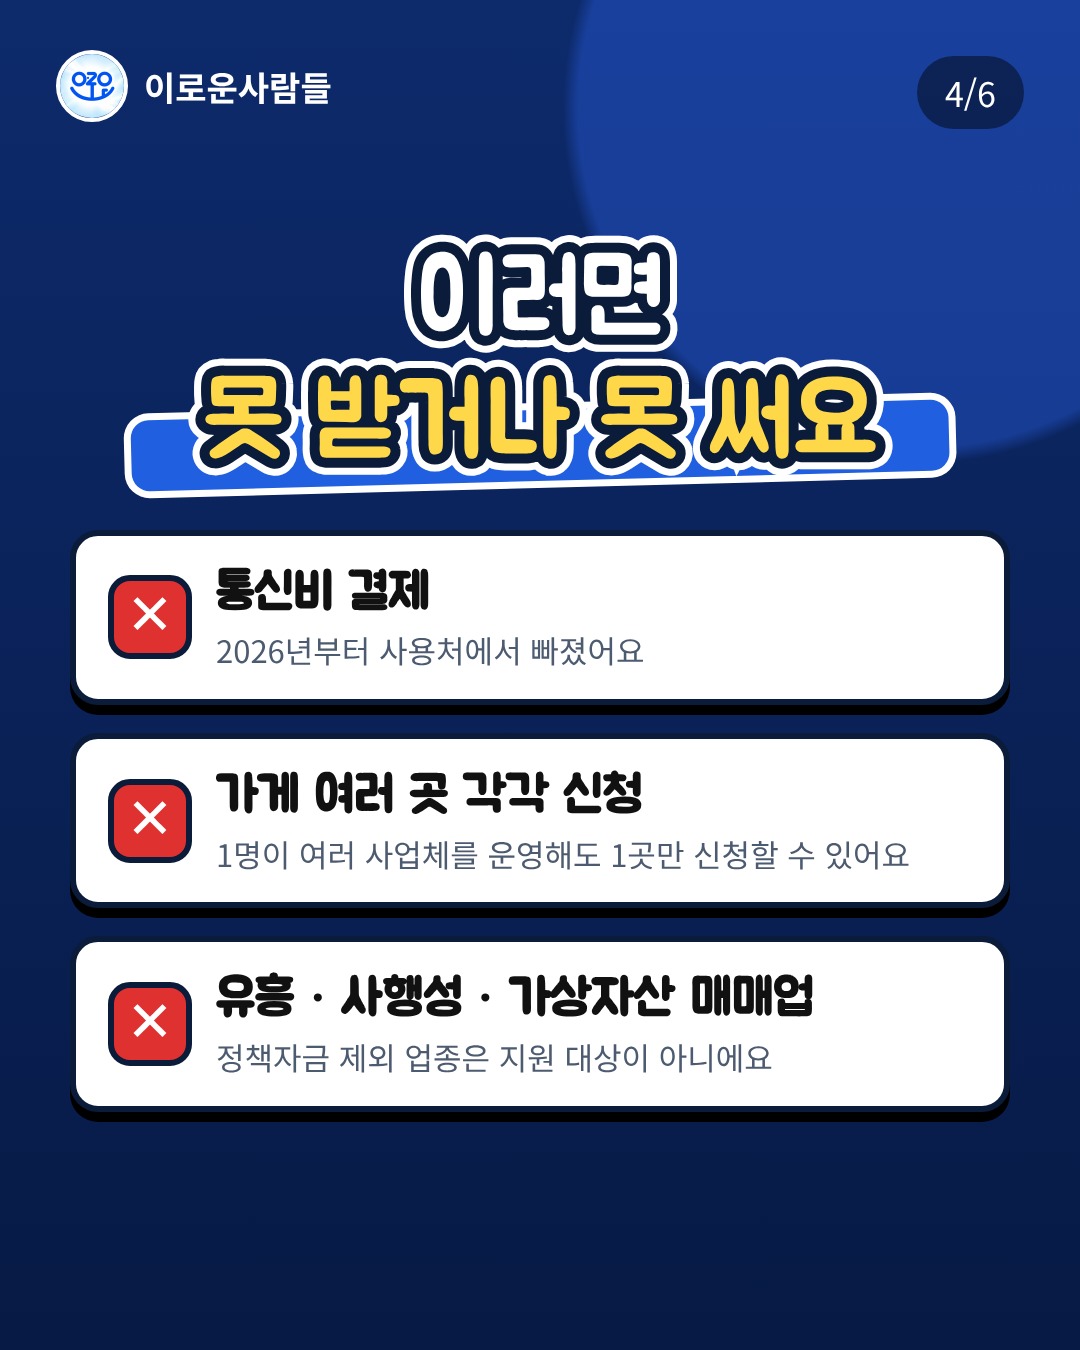 이로운사람들
4/6
이러면
못 받거나 못 써요
통신비 결제
2026년부터 사용처에서 빠졌어요
가게 여러 곳 각각 신청
1명이 여러 사업체를 운영해도 1곳만 신청할 수 있어요
유흥 · 사행성 · 가상자산 매매업
정책자금 제외 업종은 지원 대상이 아니에요